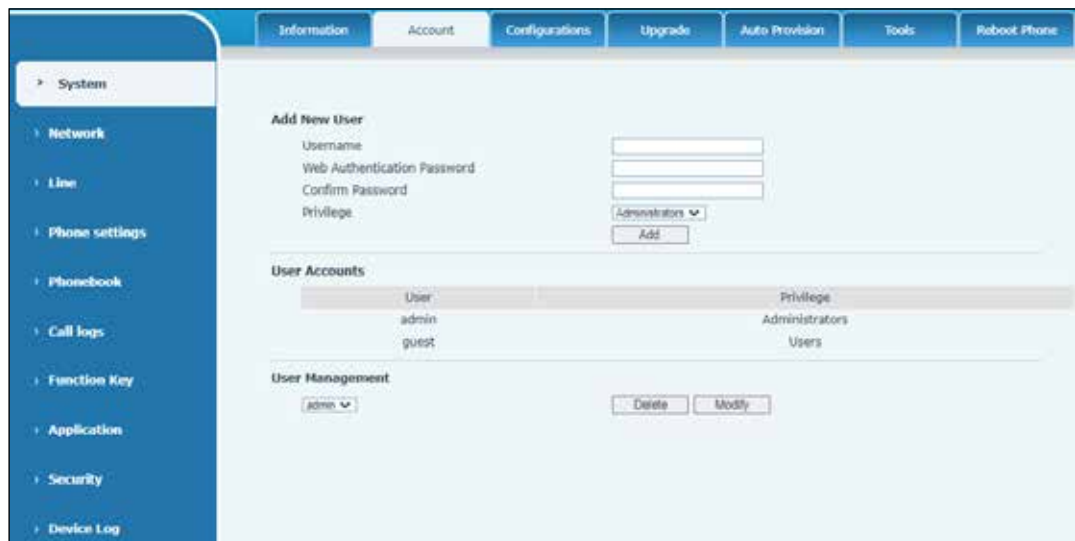 Information Account Configurations Upgrade Auto Provision Tools Reboot Phone
System
Network
Line
Phone settings
Phonebook
Call logs
Function Key
Application
Security
Device Log
Add New User
Username
Web Authentication Password
Confirm Password
Privilege Administrators
Add
User Accounts
User Privilege
admin Administrators
guest Users
User Management
admin Delete Modify